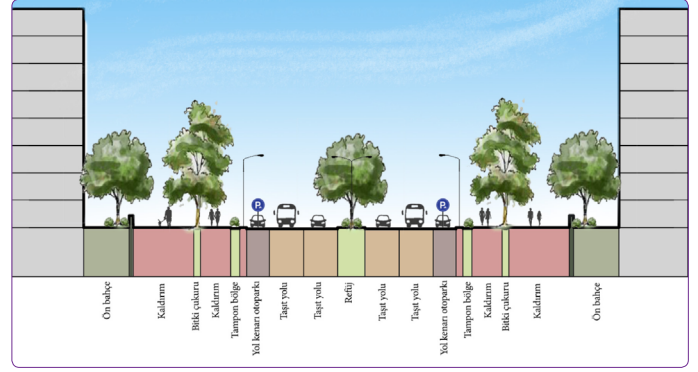 P
P
Ön bahçe
Kaldırım
Bitki çukuru
Kaldırım
Tampon bölge
Yol kenarı otoparkı
Taşıt yolu
Taşıt yolu
Refüj
Taşıt yolu
Taşıt yolu
Yol kenarı otoparkı
Tampon bölge
Kaldırım
Bitki çukuru
Kaldırım
Ön bahçe